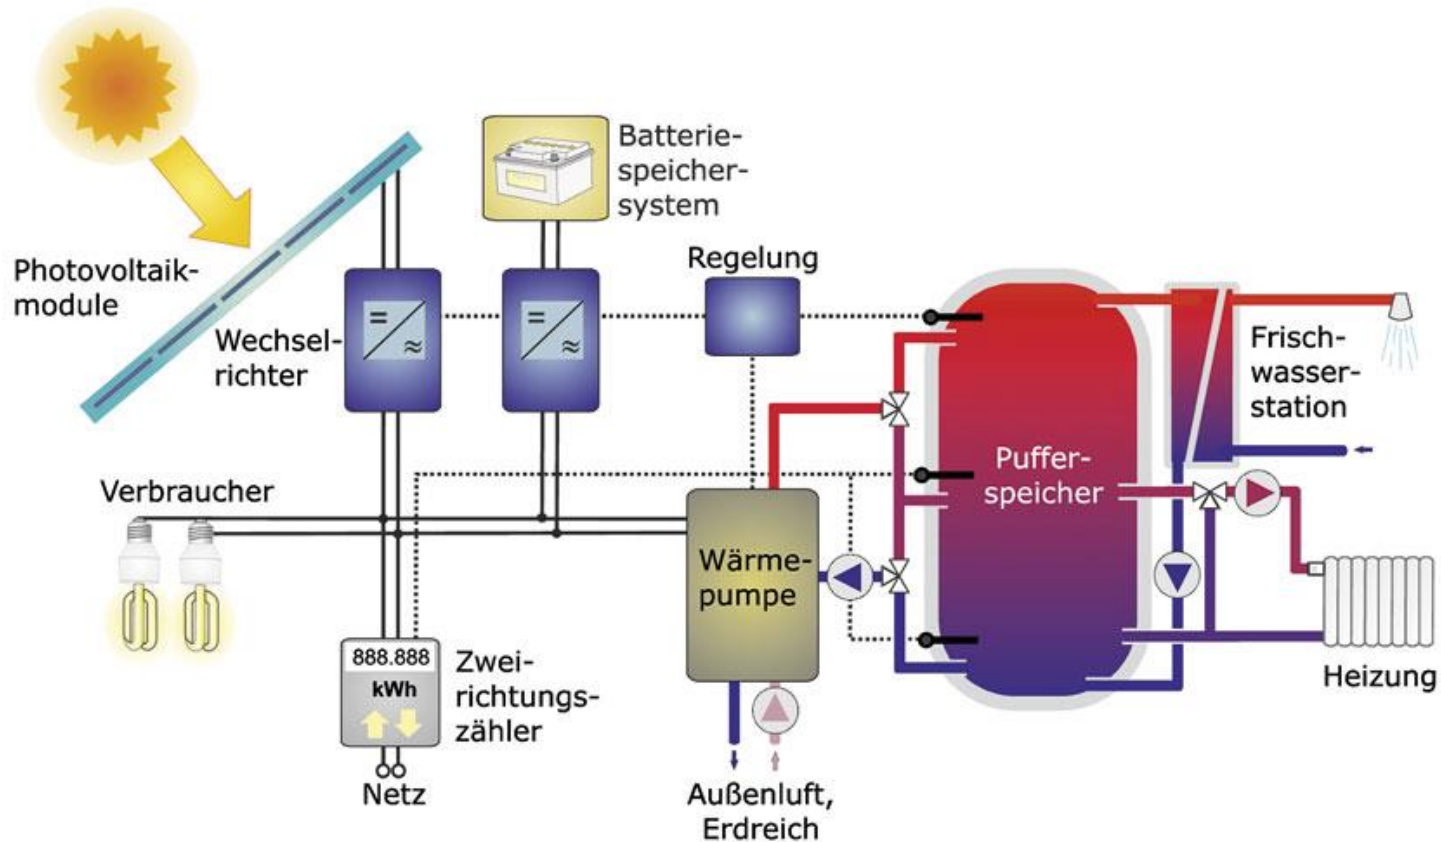 Batterie-
speicher-
system
Photovoltaik-
module
Regelung
=
≈
=
≈
Wechsel-
richter
Frisch-
wasser-
station
Verbraucher
Puffer-
speicher
Wärme-
pumpe
888.888
kWh
Zwei-
richtungs-
zähler
Heizung
Netz
Außenluft,
Erdreich